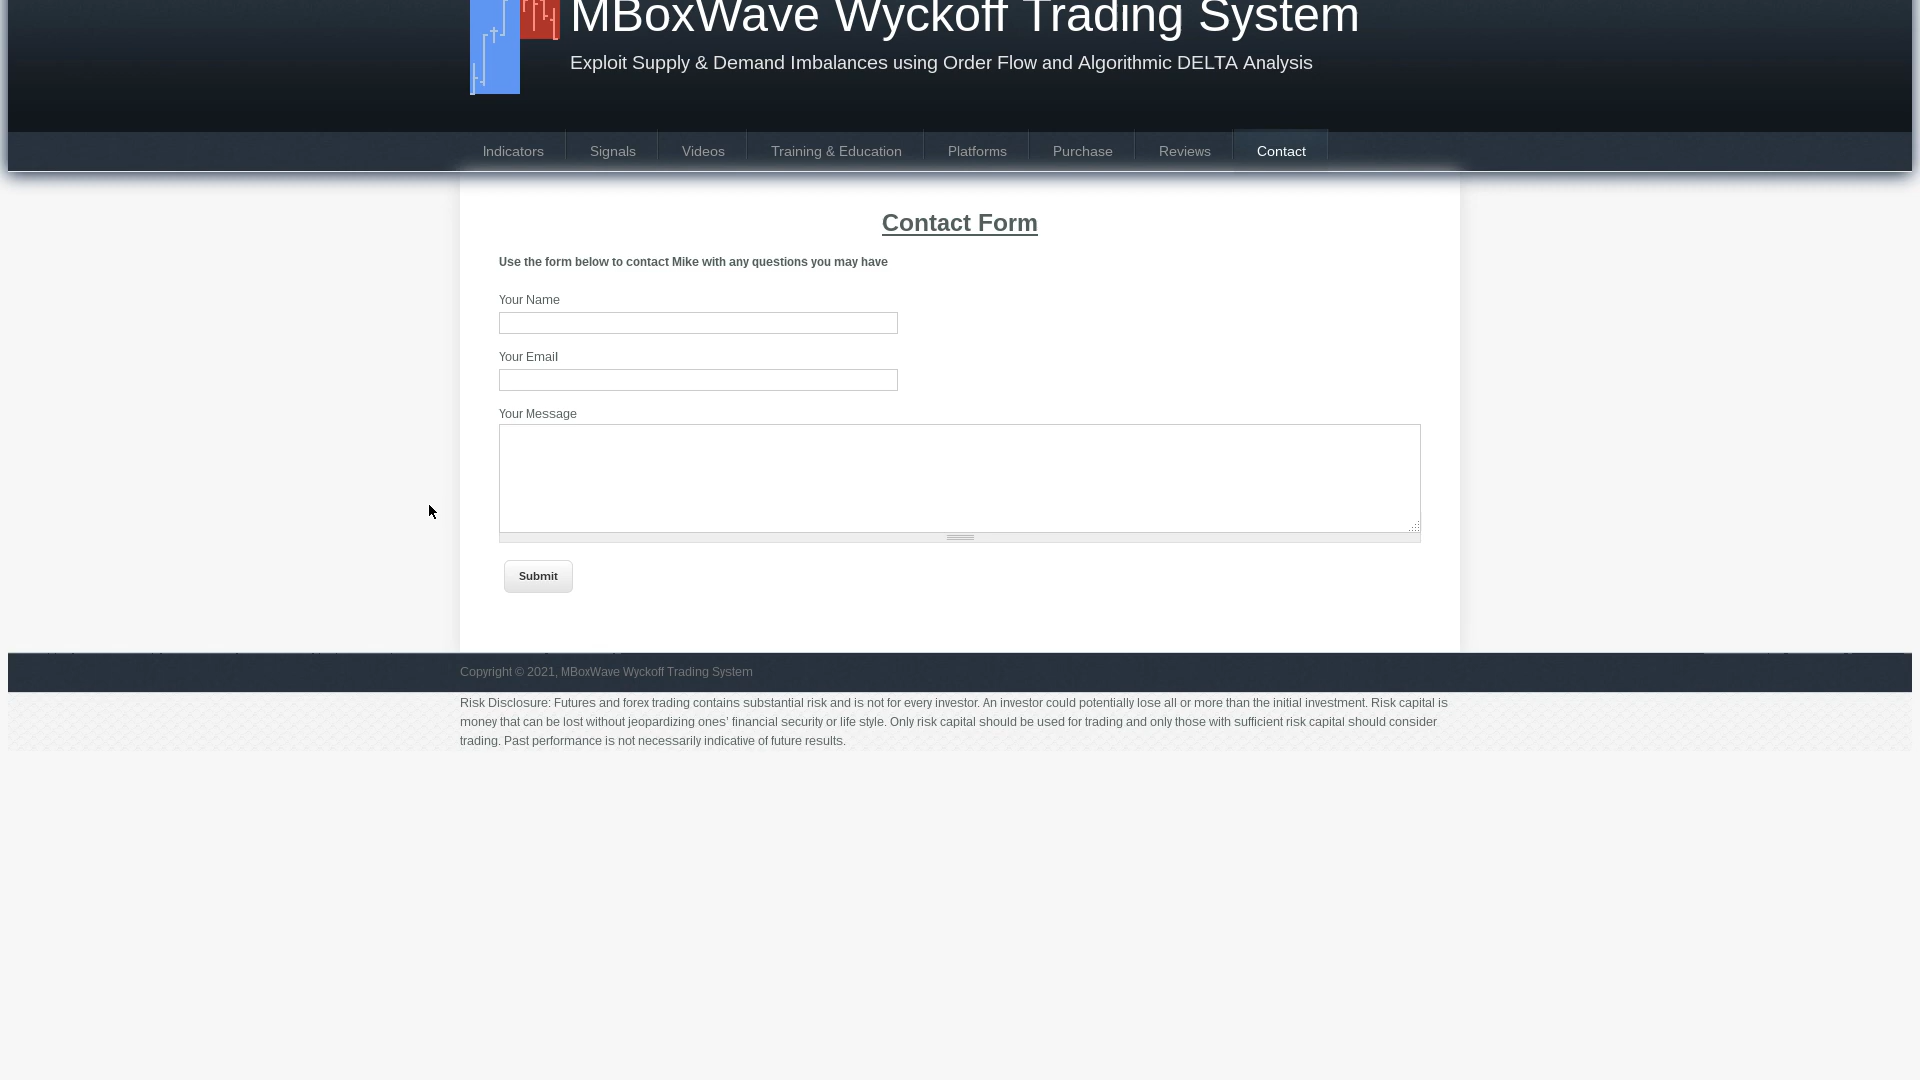 MBoxWave Wyckoff Trading System
Exploit Supply & Demand Imbalances using Order Flow and Algorithmic DELTA Analysis
Indicators
Signals
Videos
Training & Education
Platforms
Purchase
Reviews
Contact
Contact Form
Use the form below to contact Mike with any questions you may have
Your Name
Your Email
Your Message
Submit
Copyright © 2021, MBoxWave Wyckoff Trading System
Risk Disclosure: Futures and forex trading contains substantial risk and is not for every investor. An investor could potentially lose all or more than the initial investment. Risk capital is
money that can be lost without jeopardizing ones’ financial security or life style. Only risk capital should be used for trading and only those with sufficient risk capital should consider
trading. Past performance is not necessarily indicative of future results.